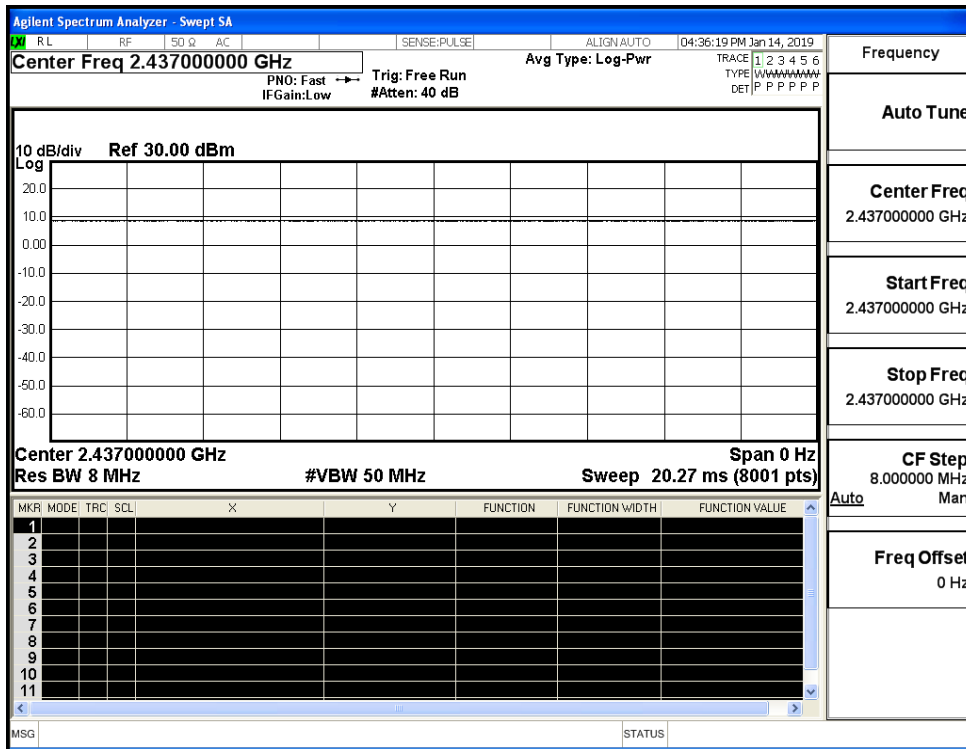 Agilent Spectrum Analyzer - Swept SA
LXI RL RF 50 Ω AC SENSE:PULSE ALIGN AUTO 04:36:19 PM Jan 14, 2019
Center Freq 2.437000000 GHz
PNO: Fast
IFGain:Low
Trig: Free Run
#Atten: 40 dB
Avg Type: Log-Pwr
TRACE 1 2 3 4 5 6
TYPE WWWWWW
DET P P P P P P
10 dB/div Ref 30.00 dBm
Log
20.0
10.0
0.00
-10.0
-20.0
-30.0
-40.0
-50.0
-60.0
Center 2.437000000 GHz Span 0 Hz
Res BW 8 MHz #VBW 50 MHz Sweep 20.27 ms (8001 pts)
MKR MODE TRC SCL X Y FUNCTION FUNCTION WIDTH FUNCTION VALUE
1
2
3
4
5
6
7
8
9
10
11
MSG STATUS
Frequency
Auto Tune
Center Freq
2.437000000 GHz
Start Freq
2.437000000 GHz
Stop Freq
2.437000000 GHz
CF Step
8.000000 MHz
Auto Man
Freq Offset
0 Hz